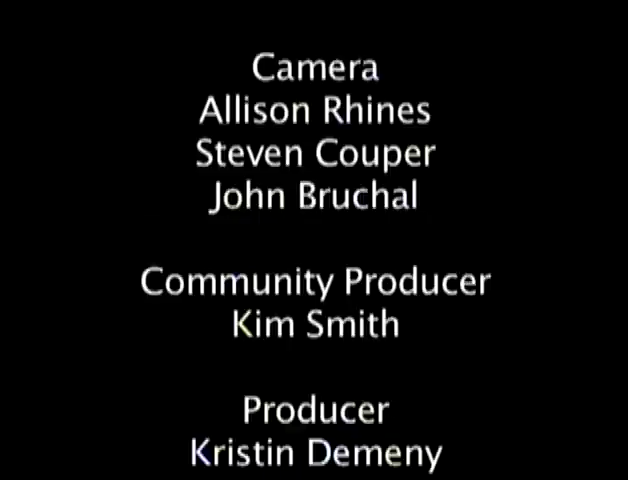 Camera
Allison Rhines
Steven Couper
John Bruchal
Community Producer
Kim Smith
Producer
Kristin Demeny